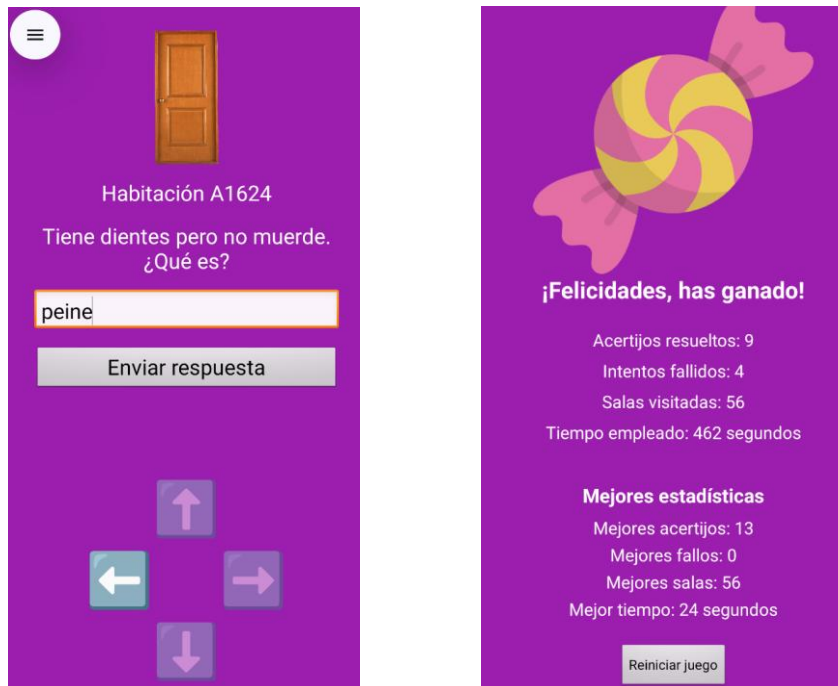 Habitación A1624
Tiene dientes pero no muerde.
¿Qué es?
peine
Enviar respuesta
¡Felicidades, has ganado!
Acertijos resueltos: 9
Intentos fallidos: 4
Salas visitadas: 56
Tiempo empleado: 462 segundos
Mejores estadísticas
Mejores acertijos: 13
Mejores fallos: 0
Mejores salas: 56
Mejor tiempo: 24 segundos
Reiniciar juego